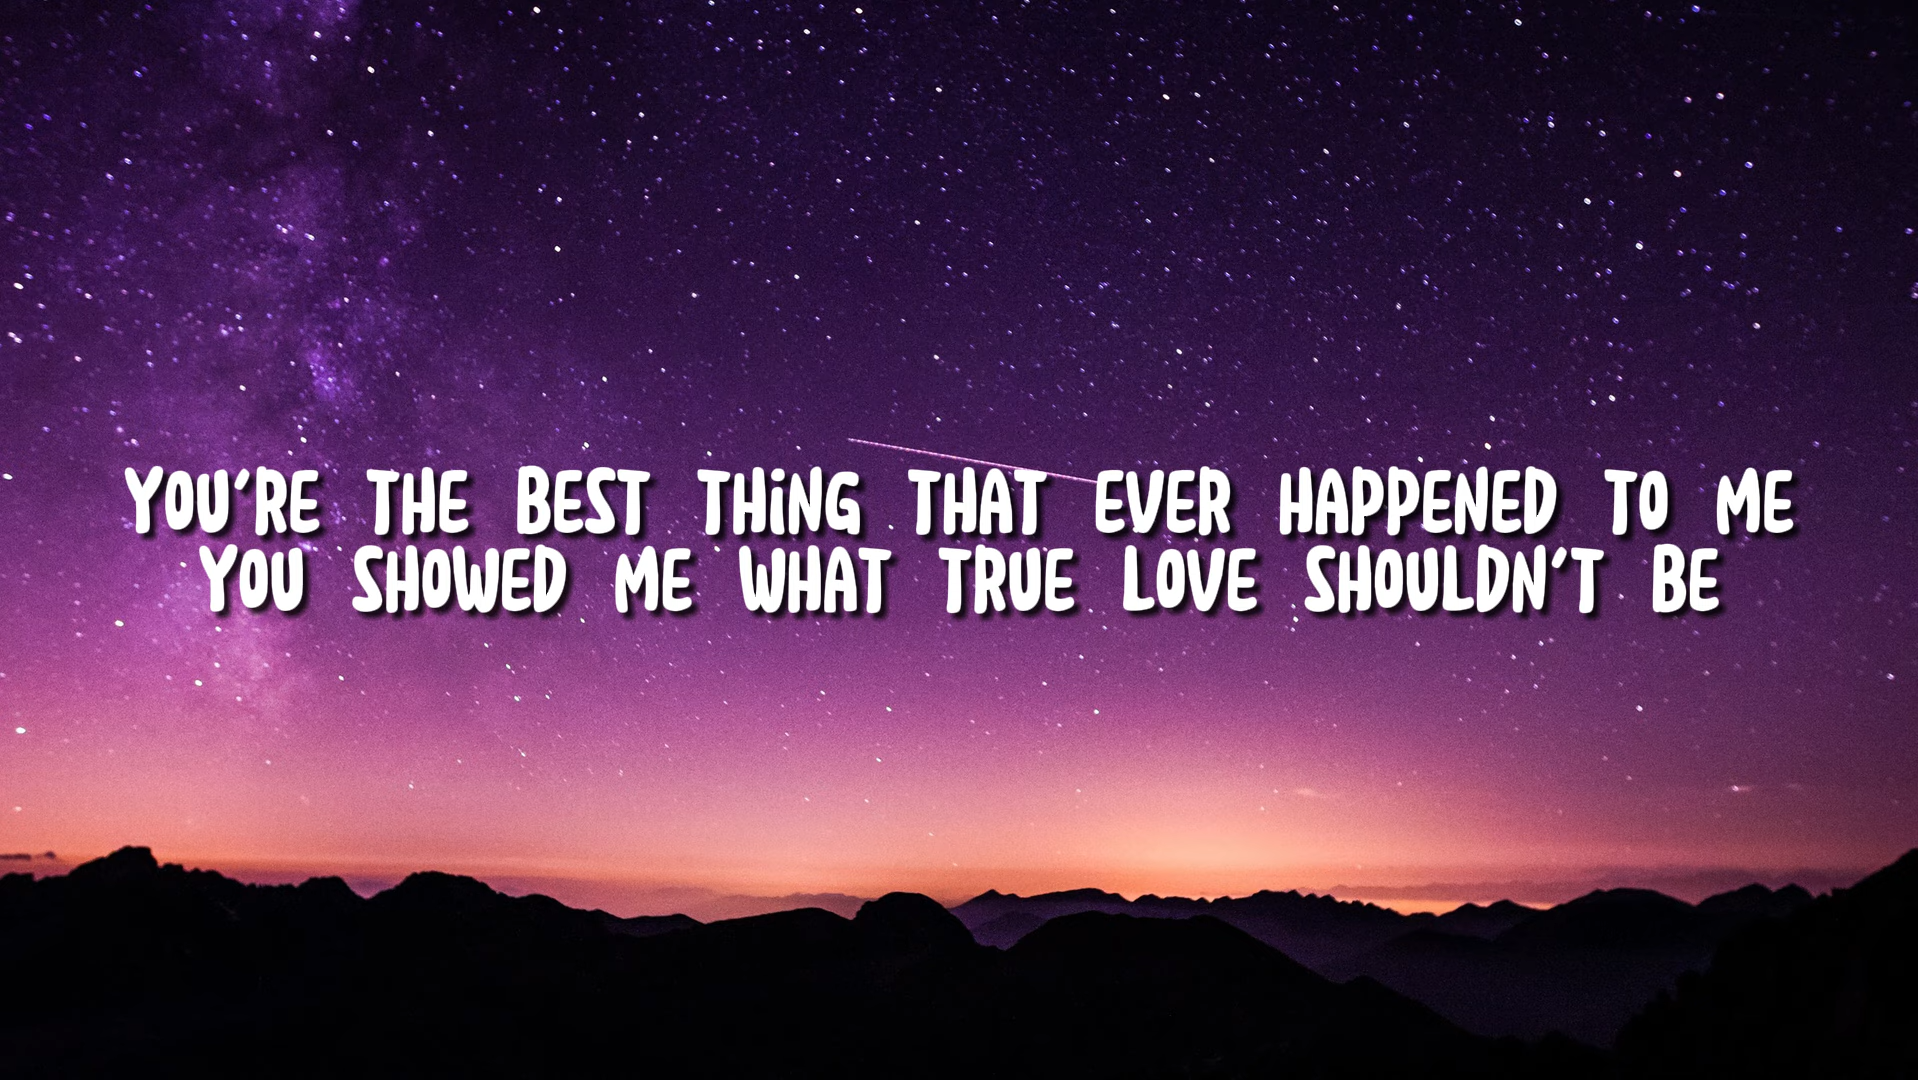 YOU'RE THE BEST THiNG THAT EVER HAPPENED TO ME
YOU SHOWED ME WHAT TRUE LOVE SHOULDN'T BE